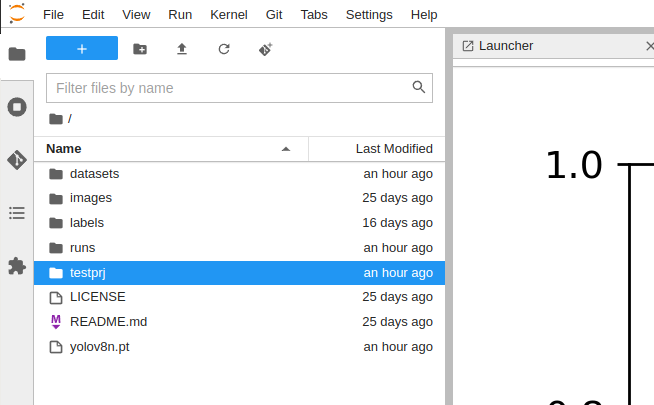 File Edit View Run Kernel Git Tabs Settings Help
Launcher
Filter files by name
/
Name Last Modified
datasets an hour ago
images 25 days ago
labels 16 days ago
runs an hour ago
testprj an hour ago
LICENSE 25 days ago
README.md 25 days ago
yolov8n.pt an hour ago
1.0